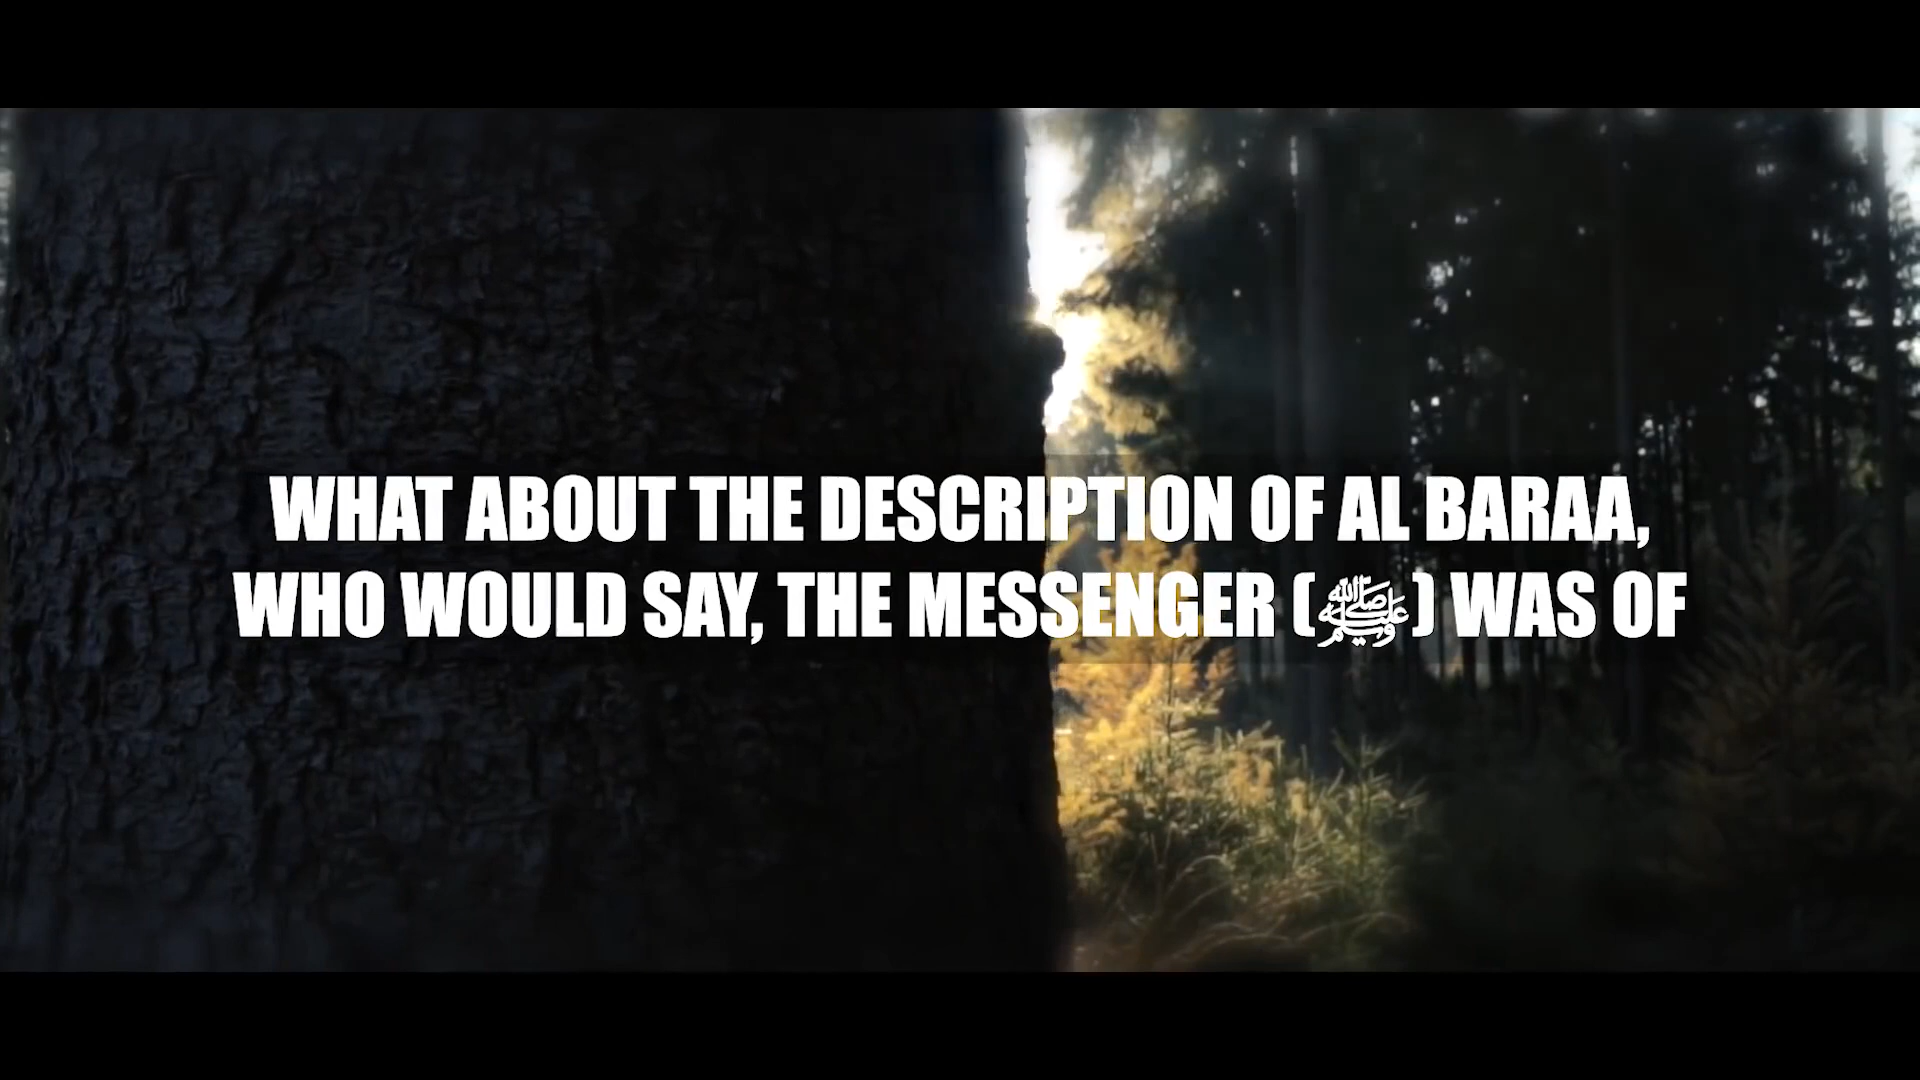 WHAT ABOUT THE DESCRIPTION OF AL BARAA,
WHO WOULD SAY, THE MESSENGER (ﷺ) WAS OF